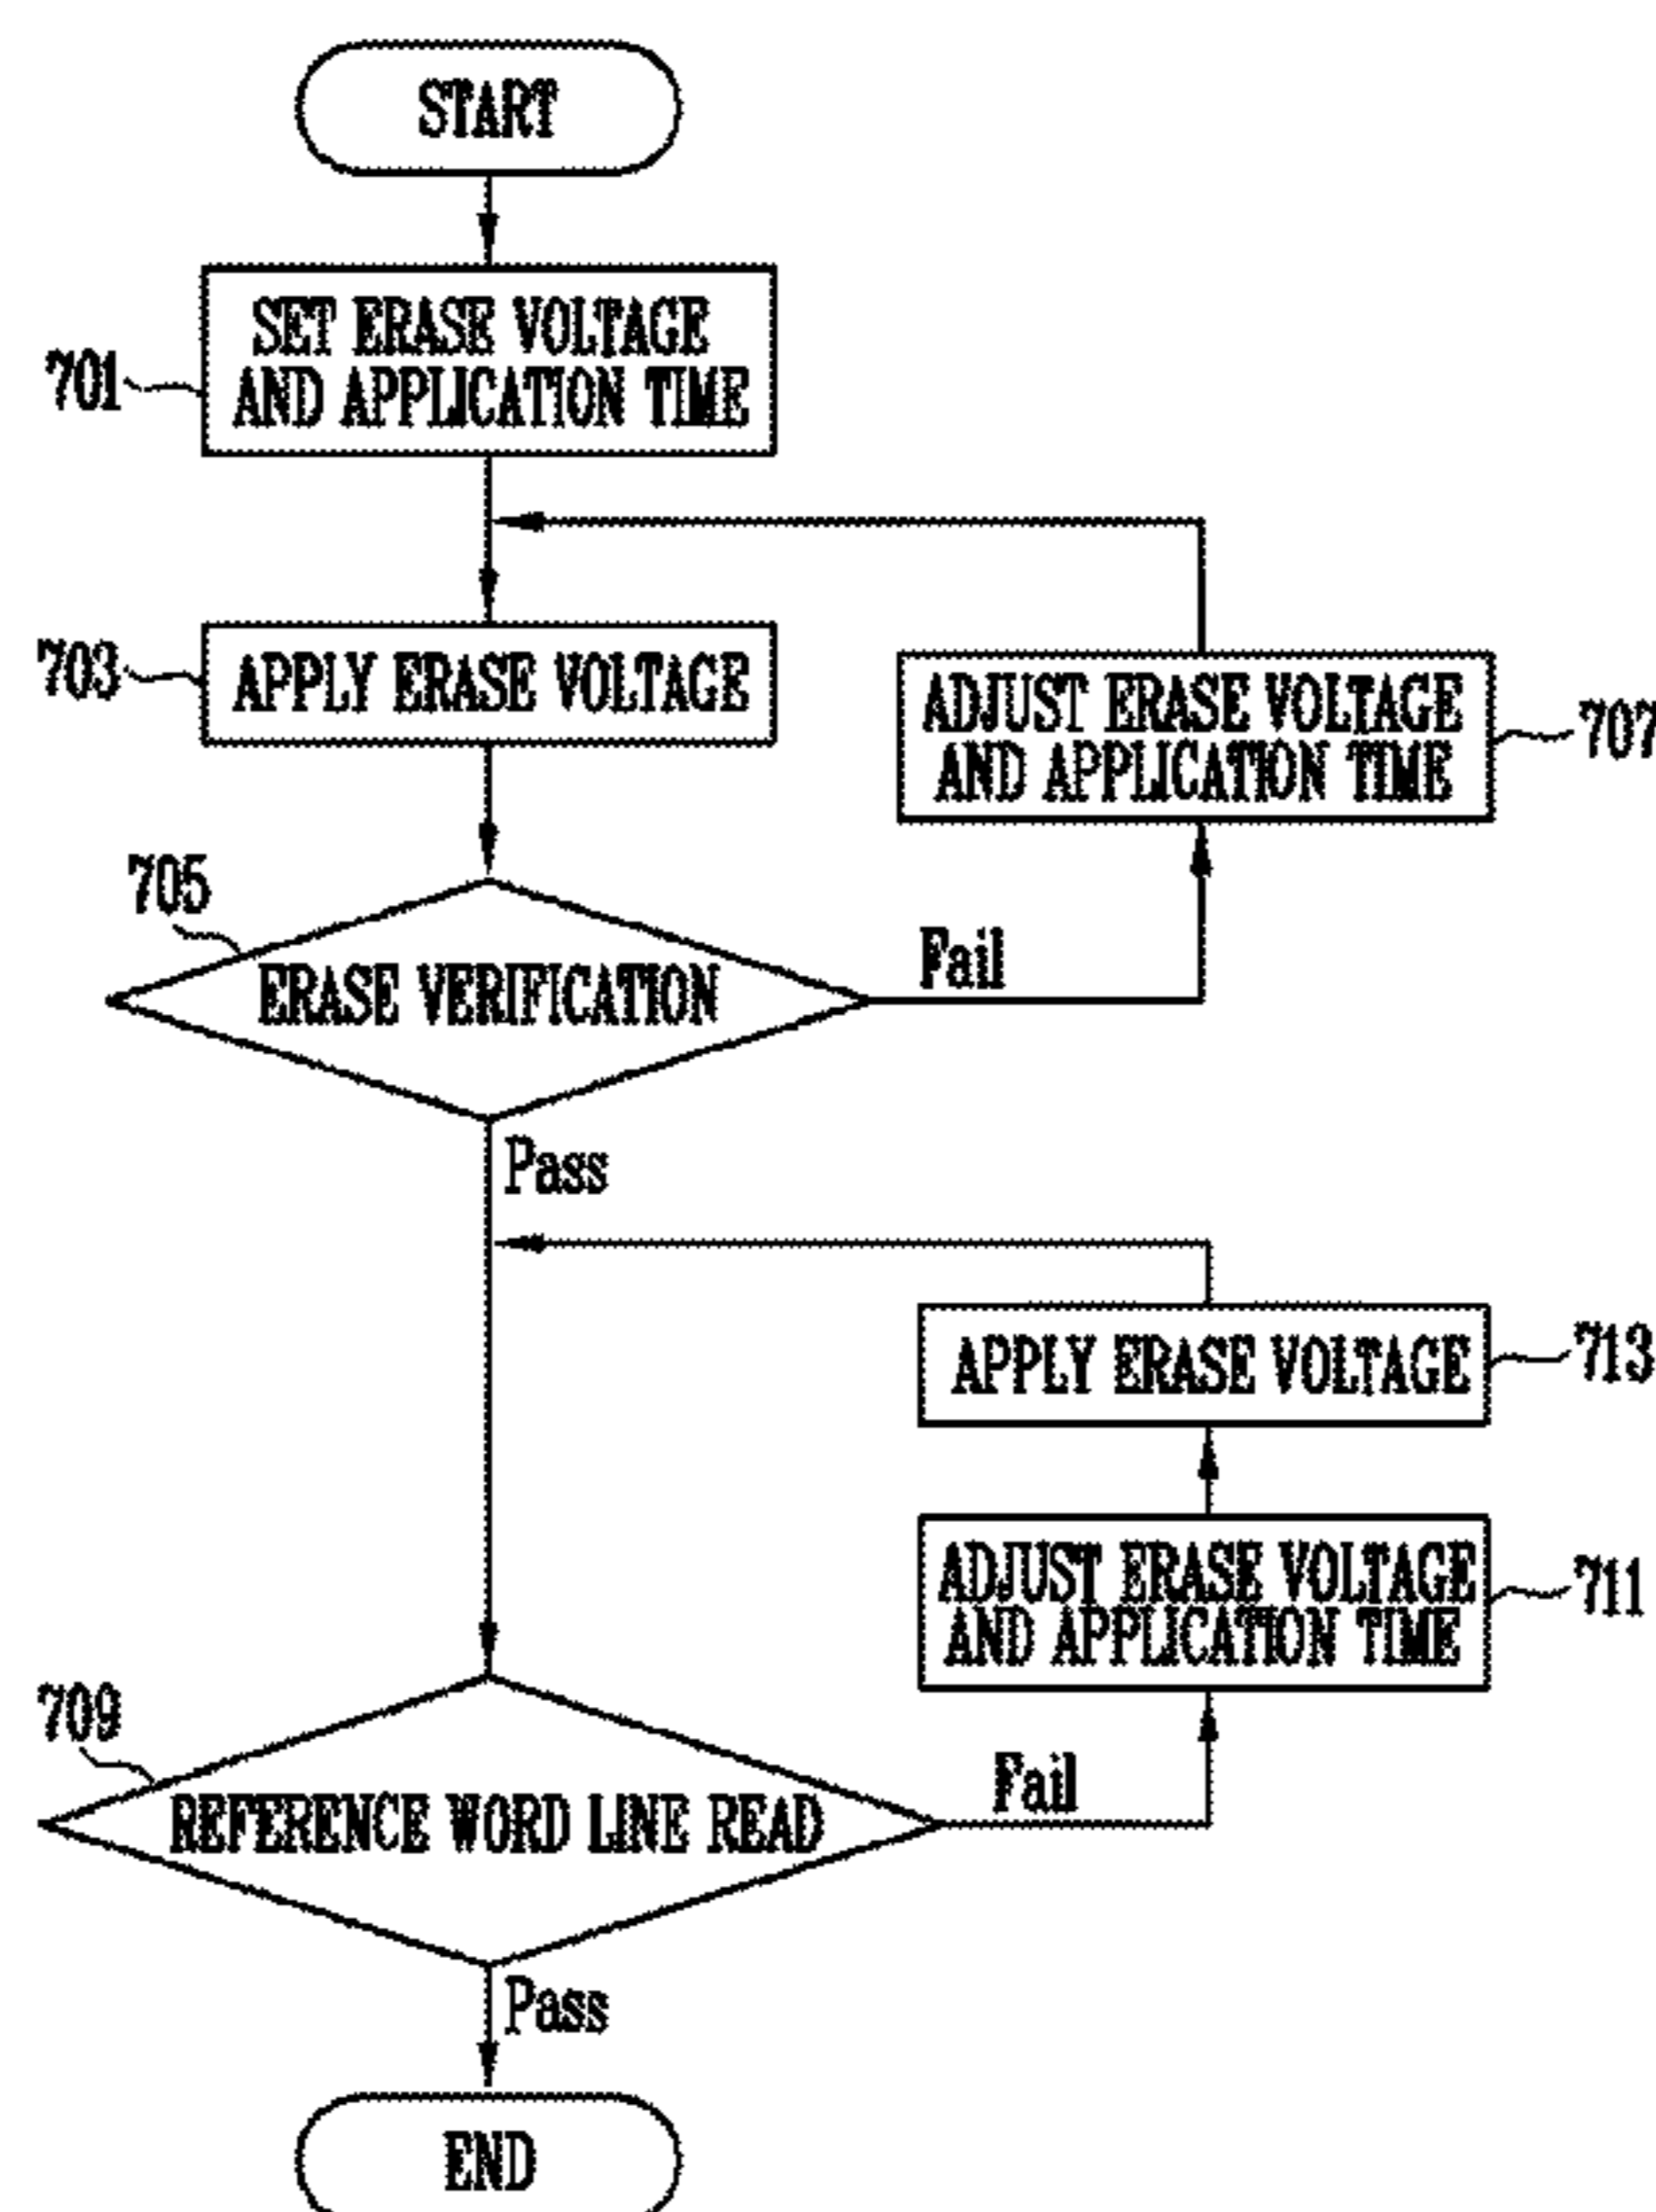 START
701
SET ERASE VOLTAGE
AND APPLICATION TIME
703
APPLY ERASE VOLTAGE
ADJUST ERASE VOLTAGE
AND APPLICATION TIME
707
705
ERASE VERIFICATION
Fail
Pass
APPLY ERASE VOLTAGE
713
ADJUST ERASE VOLTAGE
AND APPLICATION TIME
711
709
REFERENCE WORD LINE READ
Fail
Pass
END